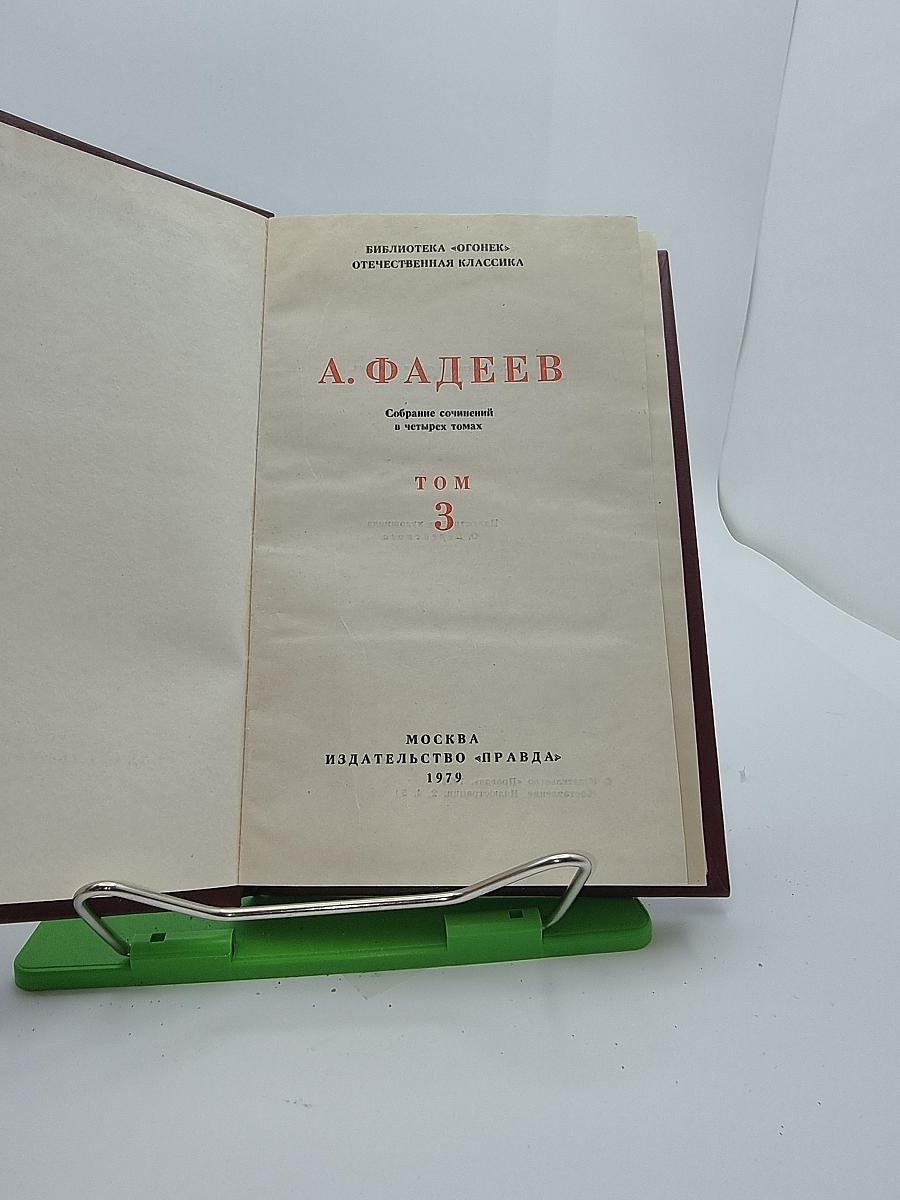 БИБЛИОТЕКА «ОГОНЕК»
ОТЕЧЕСТВЕННАЯ КЛАССИКА
А. ФАДЕЕВ
Собрание сочинений
в четырех томах
ТОМ
3
МОСКВА
ИЗДАТЕЛЬСТВО «ПРАВДА»
1979